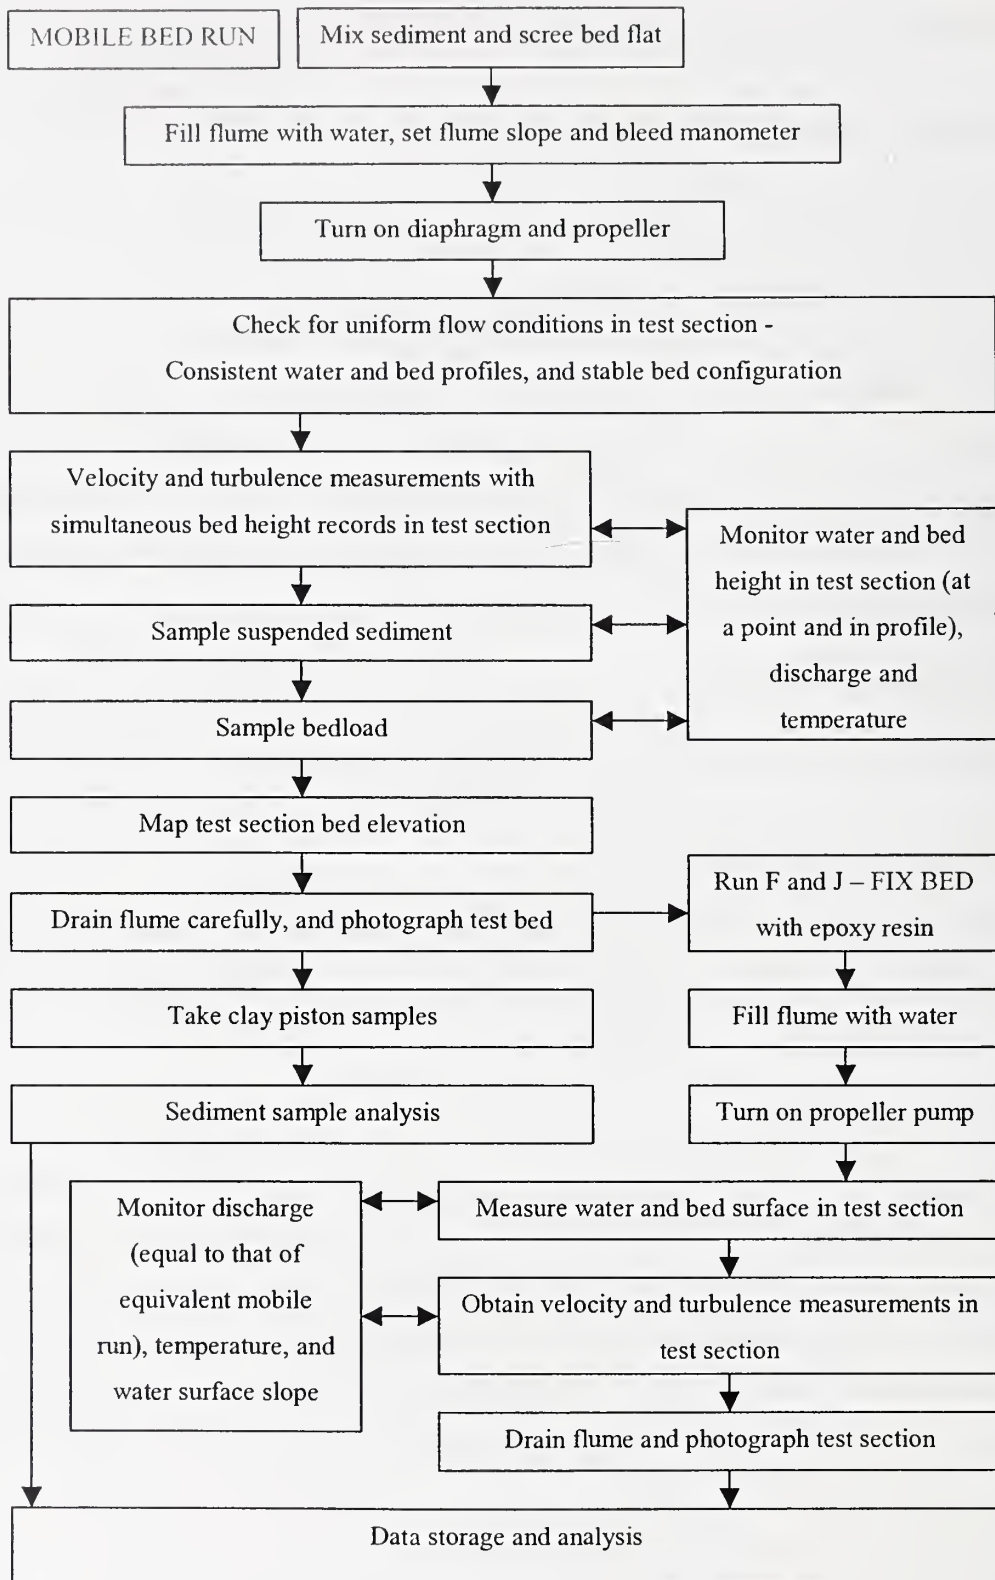 MOBILE BED RUN
Mix sediment and scree bed flat
Fill flume with water, set flume slope and bleed manometer
Turn on diaphragm and propeller
Check for uniform flow conditions in test section -
Consistent water and bed profiles, and stable bed configuration
Velocity and turbulence measurements with
simultaneous bed height records in test section
Monitor water and bed
height in test section (at
a point and in profile),
discharge and
temperature
Sample suspended sediment
Sample bedload
Map test section bed elevation
Drain flume carefully, and photograph test bed
Run F and J – FIX BED
with epoxy resin
Take clay piston samples
Fill flume with water
Sediment sample analysis
Turn on propeller pump
Monitor discharge
(equal to that of
equivalent mobile
run), temperature, and
water surface slope
Measure water and bed surface in test section
Obtain velocity and turbulence measurements in
test section
Drain flume and photograph test section
Data storage and analysis